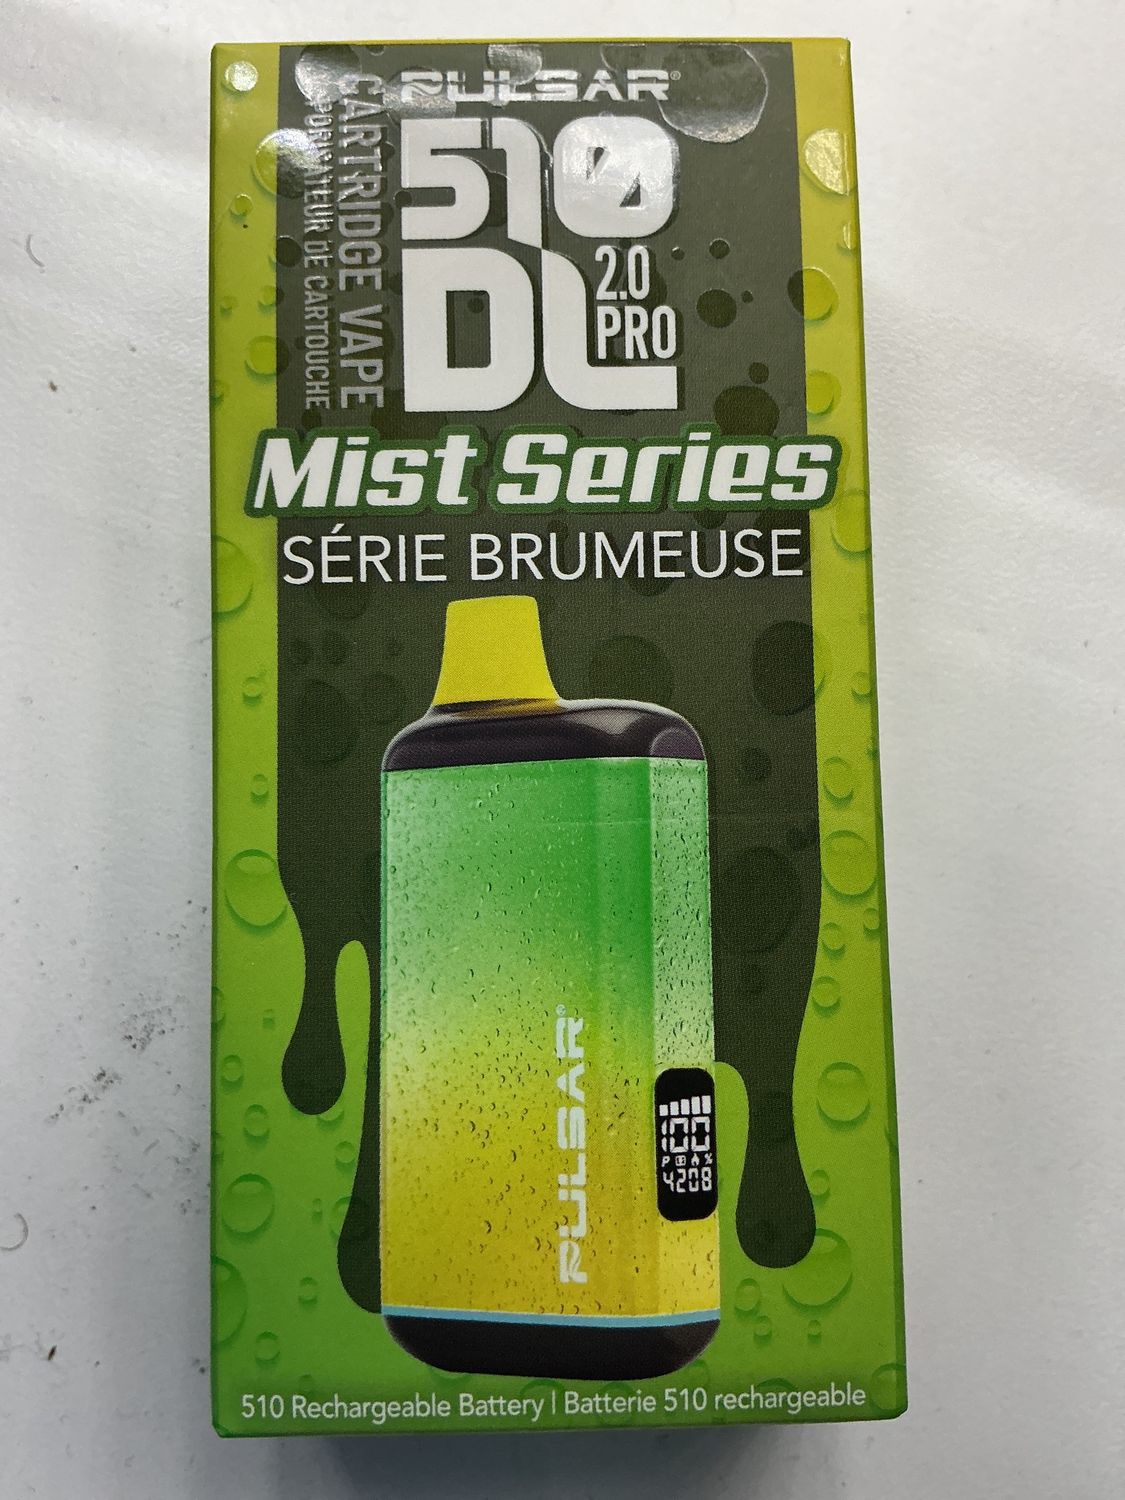 PULSAR®
510
DL
2.0
PRO
CARTRIDGE VAPE
VAPORISATEUR DE CARTOUCHE
Mist Series
SÉRIE BRUMEUSE
PULSAR®
100
P %
4208
510 Rechargeable Battery | Batterie 510 rechargeable